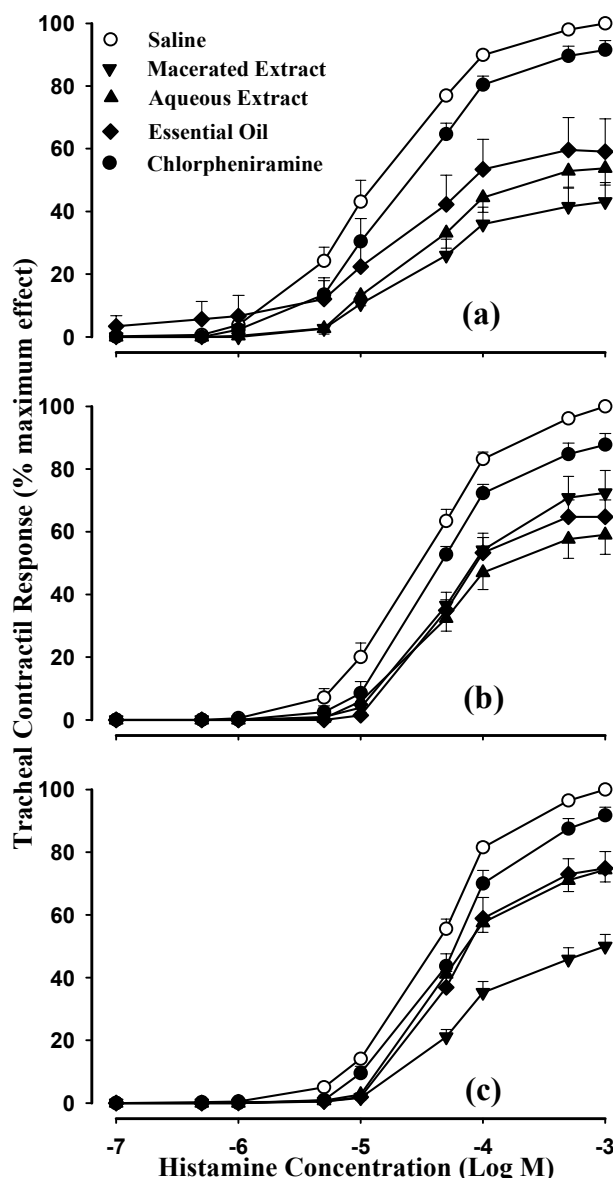 Tracheal Contractil Response (% maximum effect)
100
80
60
40
20
0
Saline
Macerated Extract
Aqueous Extract
Essential Oil
Chlorpheniramine
(a)
100
80
60
40
20
0
(b)
100
80
60
40
20
0
(c)
-7 -6 -5 -4 -3
Histamine Concentration (Log M)